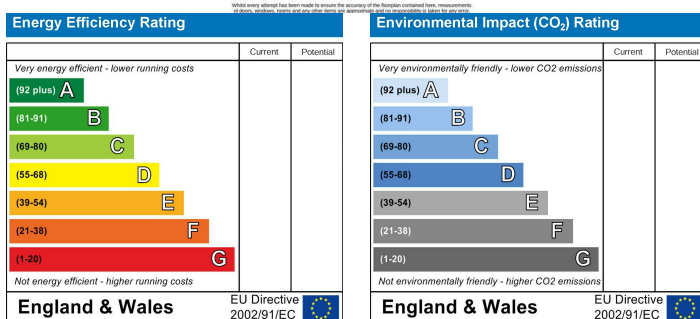 Whilst every attempt has been made to ensure the accuracy of the floorplan contained here, measurements
of doors, windows, rooms and any other items are approximate and no responsibility is taken for any error,
Energy Efficiency Rating
Current Potential
Very energy efficient - lower running costs
(92 plus) A
(81-91) B
(69-80) C
(55-68) D
(39-54) E
(21-38) F
(1-20) G
Not energy efficient - higher running costs
England & Wales
EU Directive
2002/91/EC
Environmental Impact (CO₂) Rating
Current Potential
Very environmentally friendly - lower CO2 emissions
(92 plus) A
(81-91) B
(69-80) C
(55-68) D
(39-54) E
(21-38) F
(1-20) G
Not environmentally friendly - higher CO2 emissions
England & Wales
EU Directive
2002/91/EC